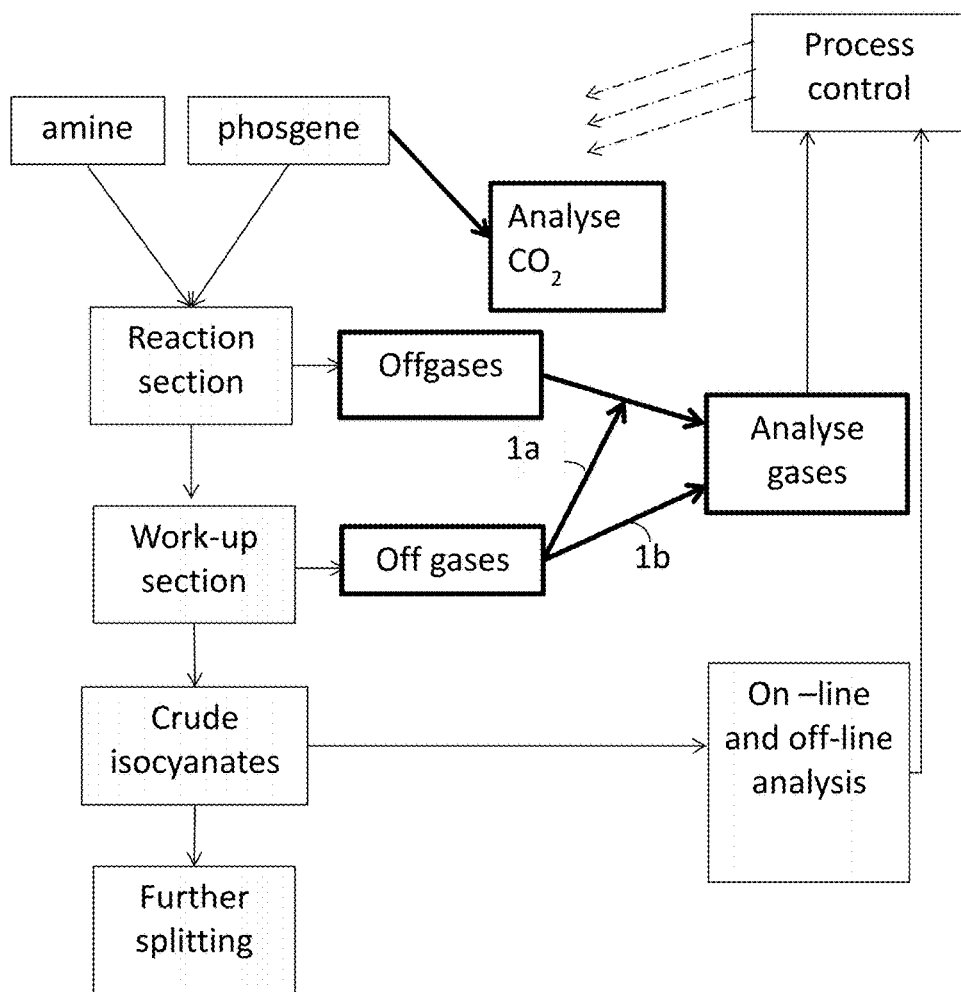 Process
control
amine
phosgene
Analyse
CO₂
Reaction
section
Offgases
1a
Analyse
gases
Work-up
section
Off gases
1b
Crude
isocyanates
On –line
and off-line
analysis
Further
splitting